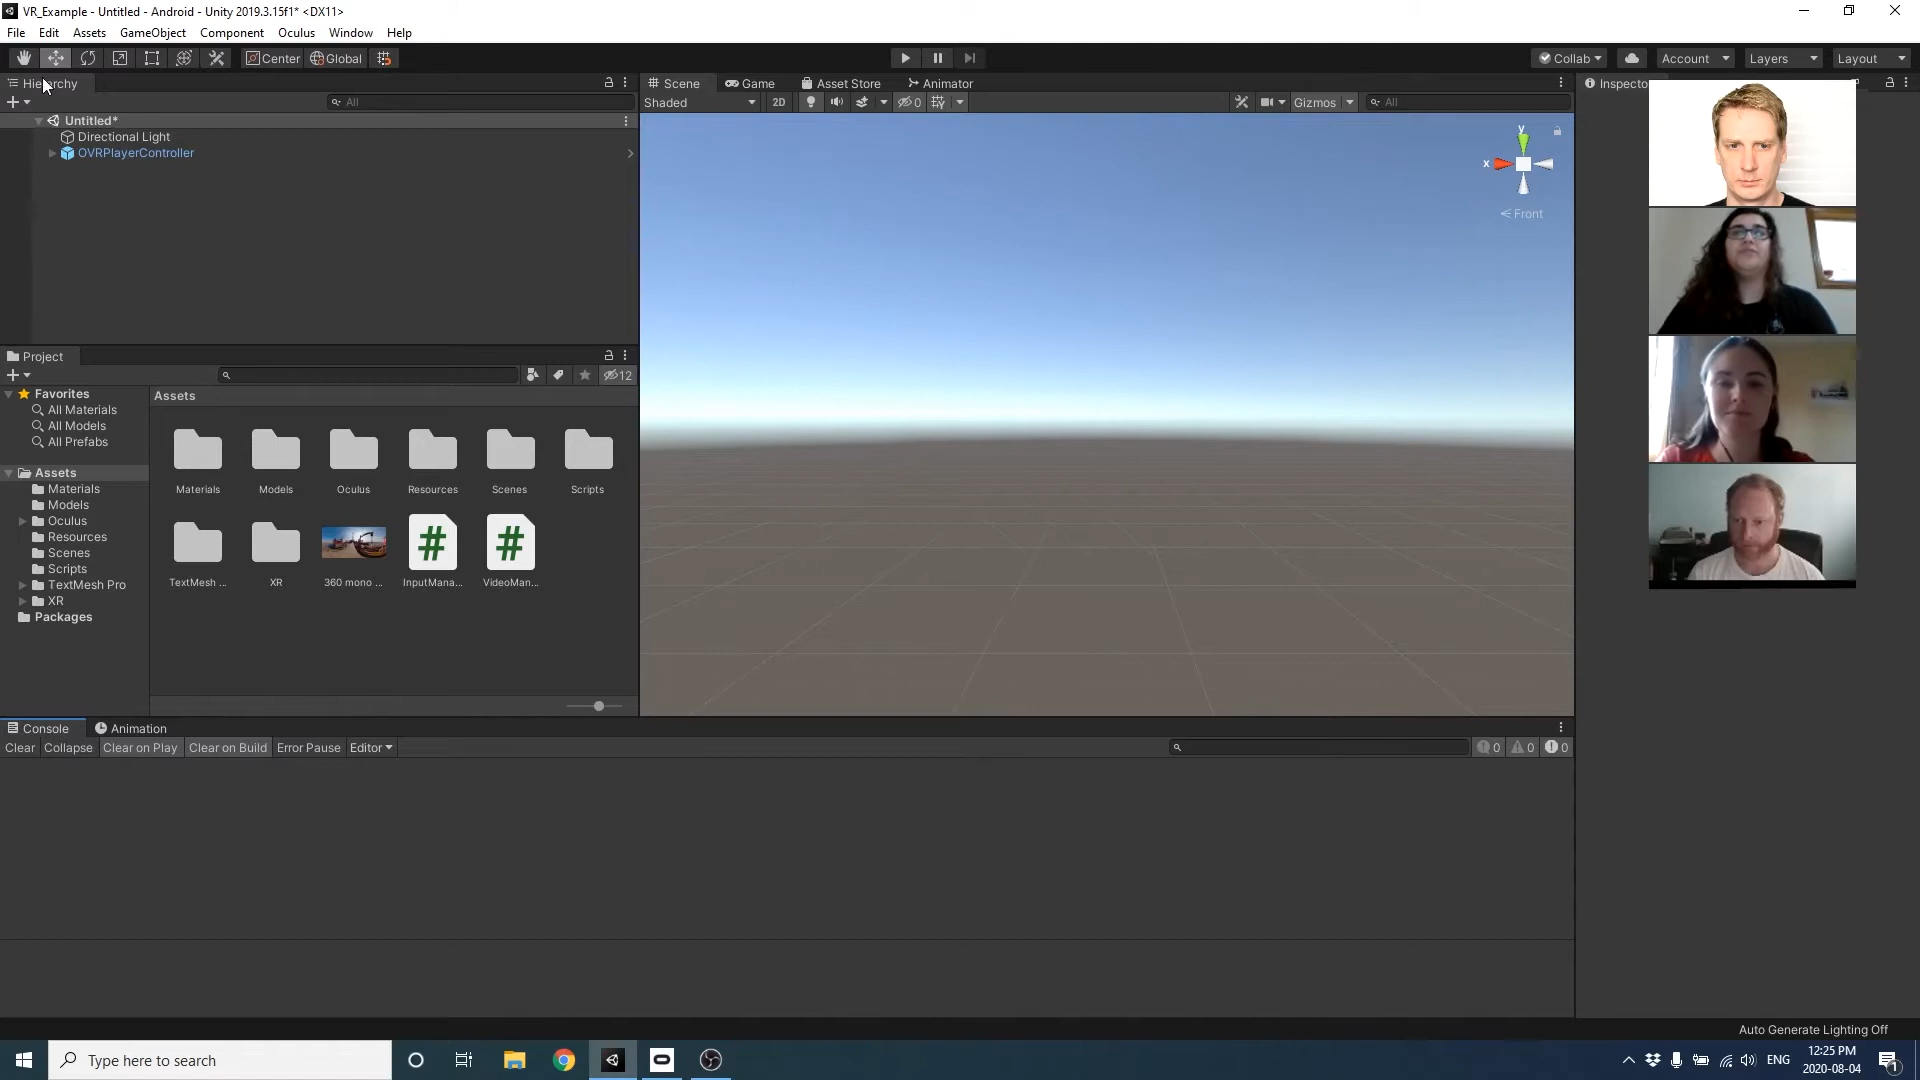 VR_Example - Untitled - Android - Unity 2019.3.15f1* <DX11>
File Edit Assets GameObject Component Oculus Window Help
Center Global
Collab Account Layers Layout
Hierarchy
All
Untitled*
Directional Light
OVRPlayerController
Scene Game Asset Store Animator
Shaded 2D 0 Gizmos All
y
x
Front
Inspecto
Project
12
Favorites
All Materials
All Models
All Prefabs
Assets
Materials
Models
Oculus
Resources
Scenes
Scripts
TextMesh Pro
XR
Packages
Assets
Materials Models Oculus Resources Scenes Scripts
TextMesh ... XR 360 mono ... InputMana... VideoMan...
Console Animation
Clear Collapse Clear on Play Clear on Build Error Pause Editor
0 0 0
Auto Generate Lighting Off
Type here to search
ENG
12:25 PM
2020-08-04
1